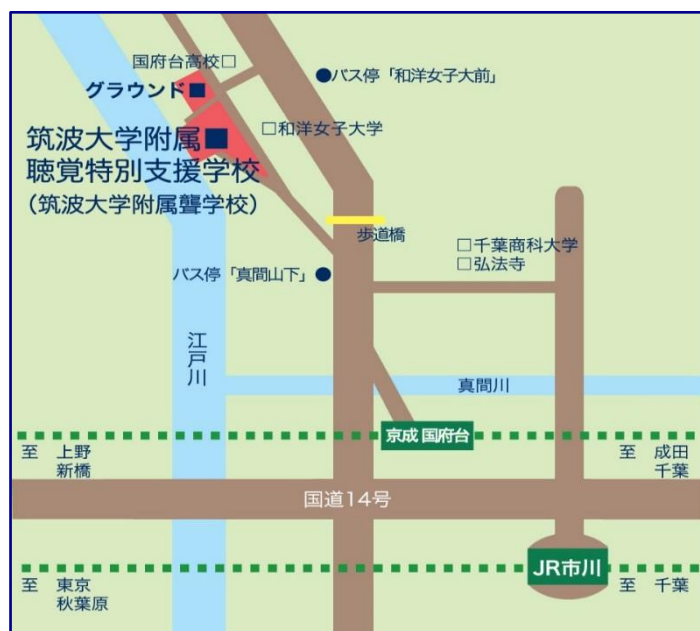 国府台高校□
●バス停「和洋女子大前」
グラウンド■
□和洋女子大学
筑波大学附属■
聴覚特別支援学校
（筑波大学附属聾学校）
歩道橋
□千葉商科大学
□弘法寺
バス停「真間山下」●
江戸川
真間川
京成 国府台
至 上野
新橋
至 成田
千葉
国道14号
JR市川
至 東京
秋葉原
至 千葉